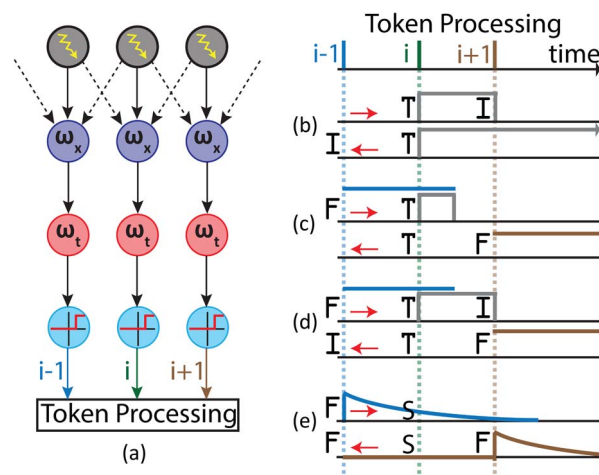 Token Processing
i-1 i i+1 time
ωx ωx ωx
ωt ωt ωt
i-1 i i+1
Token Processing
(a)
(b)
T I
I T
(c)
F T
T F
(d)
F T I
I T F
(e)
F S
F S F